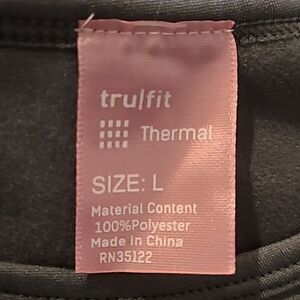 tru/fit
Thermal
SIZE: L
Material Content
100%Polyester
Made in China
RN35122